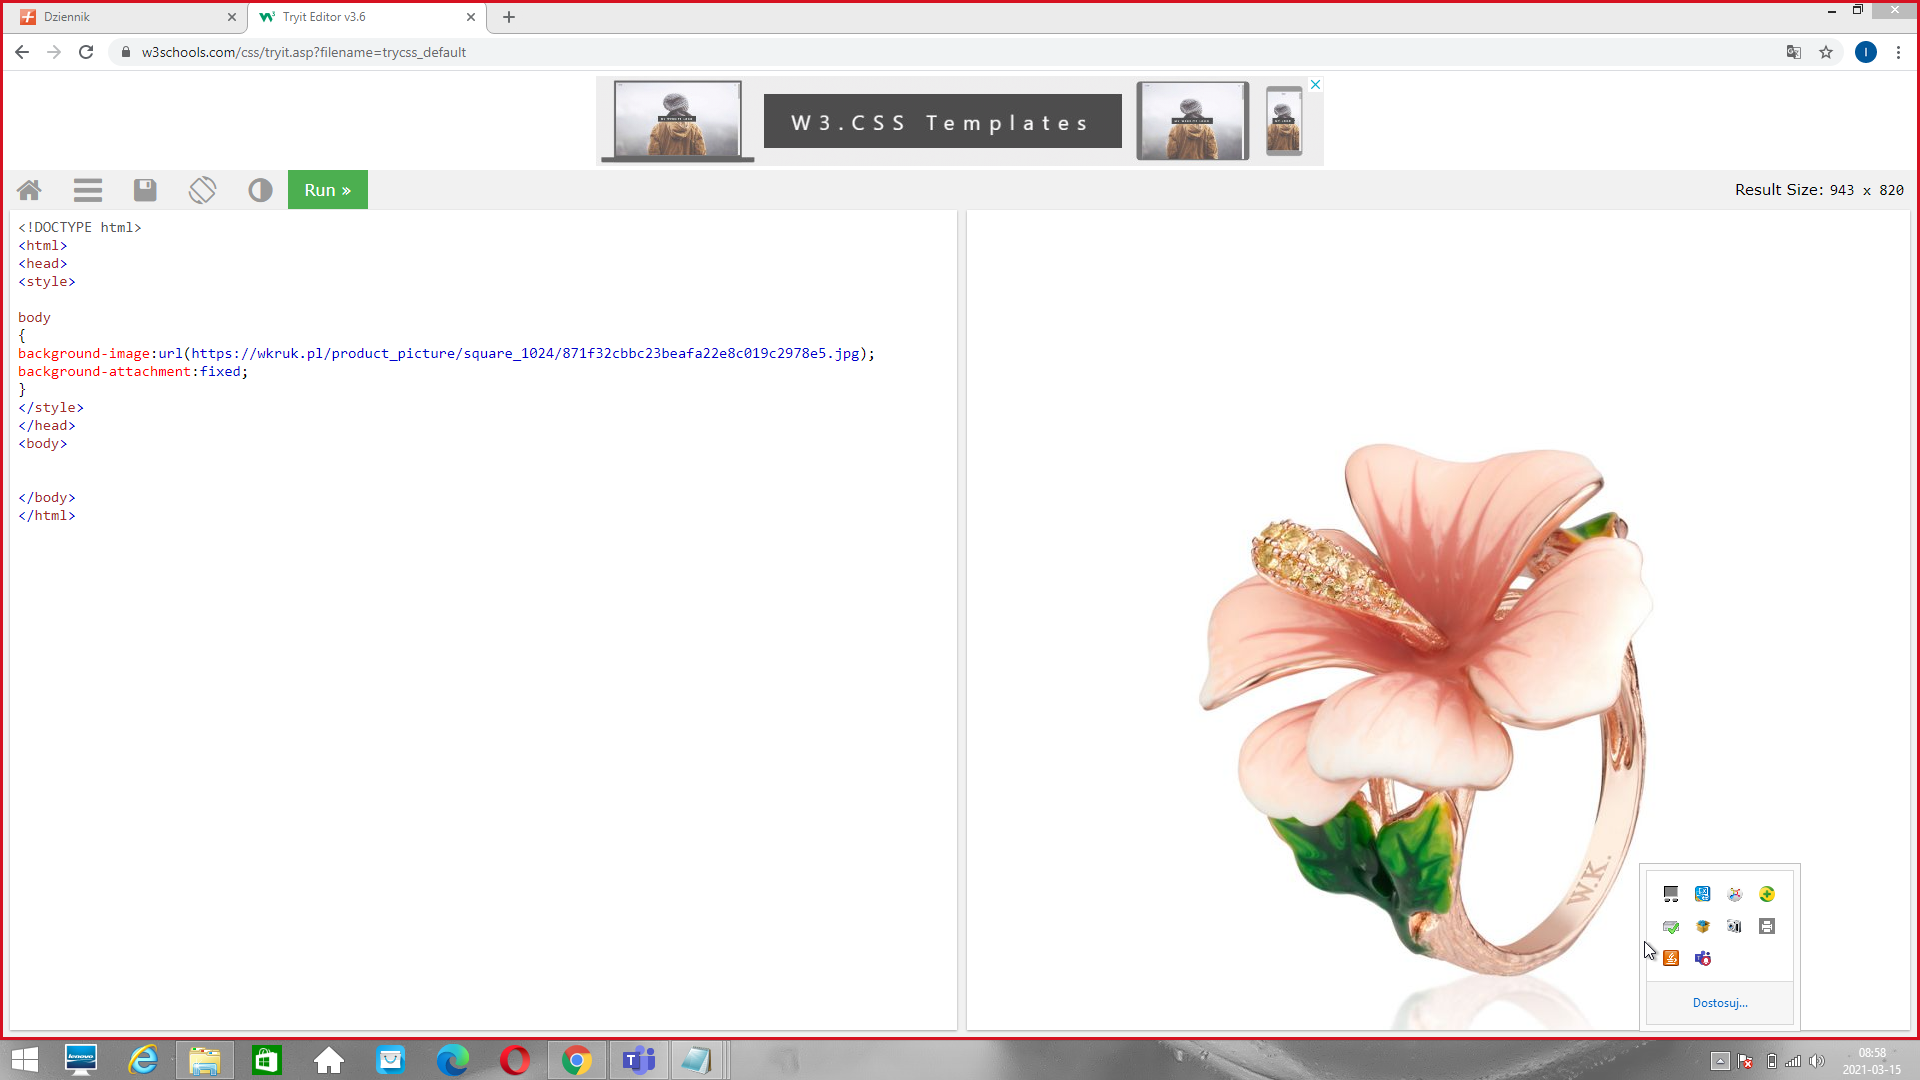 Dziennik
Tryit Editor v3.6
w3schools.com/css/tryit.asp?filename=trycss_default
I
W3.CSS Templates
Run »
Result Size: 943 x 820
<!DOCTYPE html>
<html>
<head>
<style>
body
{
background-image:url(https://wkruk.pl/product_picture/square_1024/871f32cbbc23beafa22e8c019c2978e5.jpg);
background-attachment:fixed;
}
</style>
</head>
<body>
</body>
</html>
W.K.
Dostosuj...
lenovo
08:58
2021-03-15